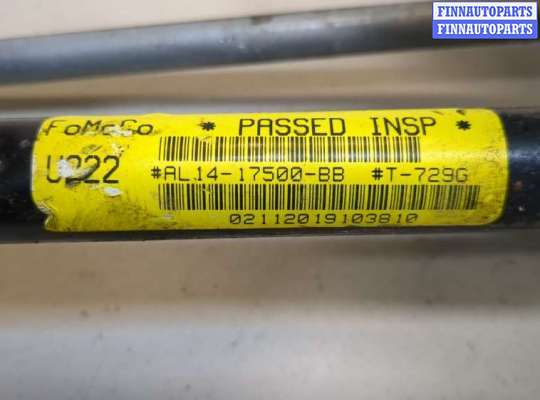 FINNAUTOPARTS
FINNAUTOPARTS
FoMoCo * PASSED INSP *
U222 #AL14-17500-BB #T-729G
02112019103810